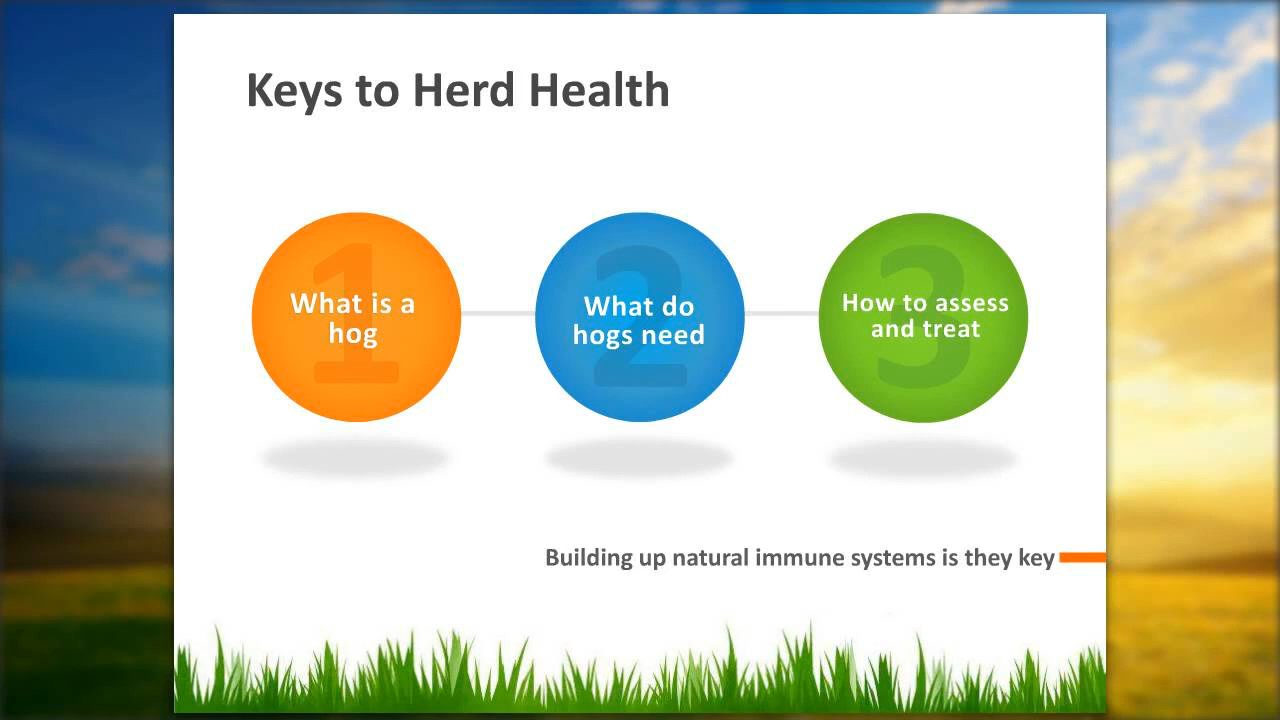 Keys to Herd Health
1
What is a
hog
2
What do
hogs need
3
How to assess
and treat
Building up natural immune systems is they key